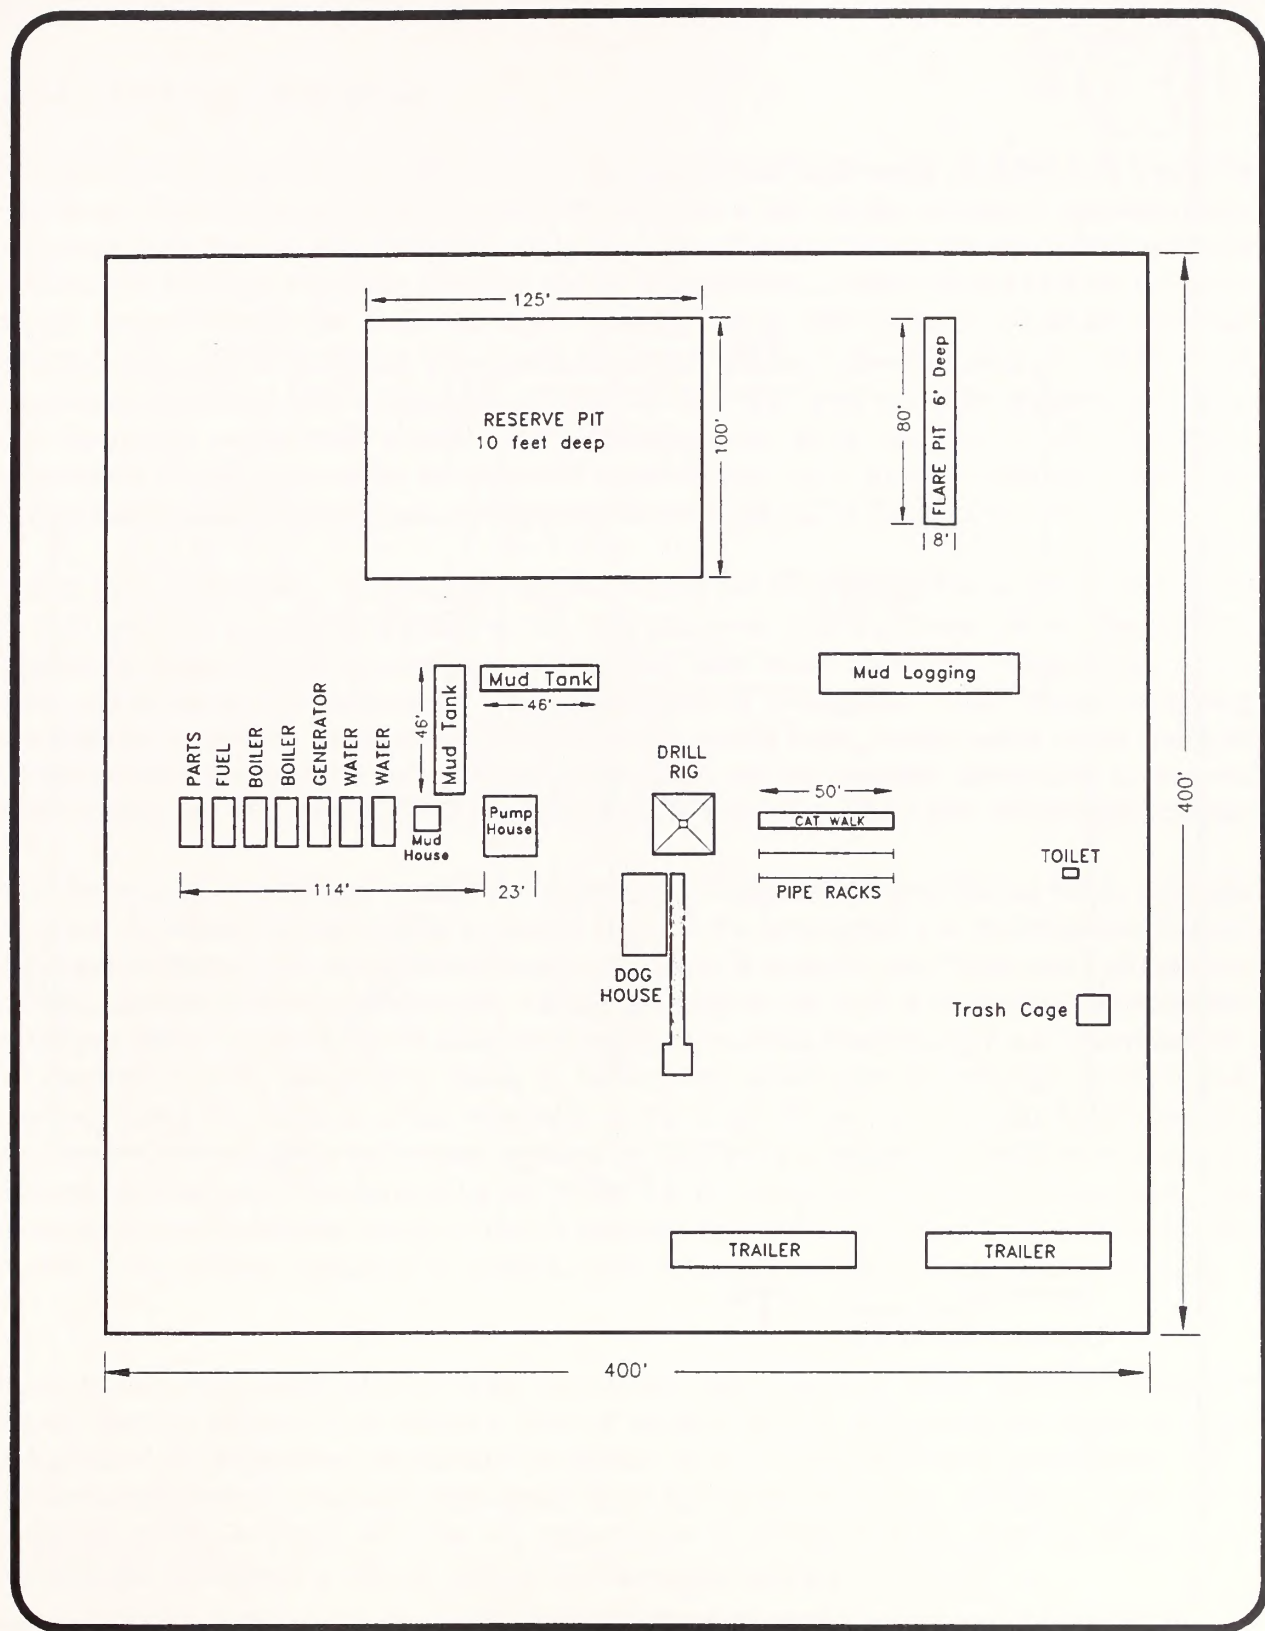 125'
RESERVE PIT
10 feet deep
100'
80'
FLARE PIT 6' Deep
8'
Mud Logging
Mud Tank
46'
46'
Mud Tank
PARTS
FUEL
BOILER
BOILER
GENERATOR
WATER
WATER
Mud
House
Pump
House
114'
23'
DRILL
RIG
50'
CAT WALK
PIPE RACKS
TOILET
DOG
HOUSE
Trash Cage
TRAILER
TRAILER
400'
400'